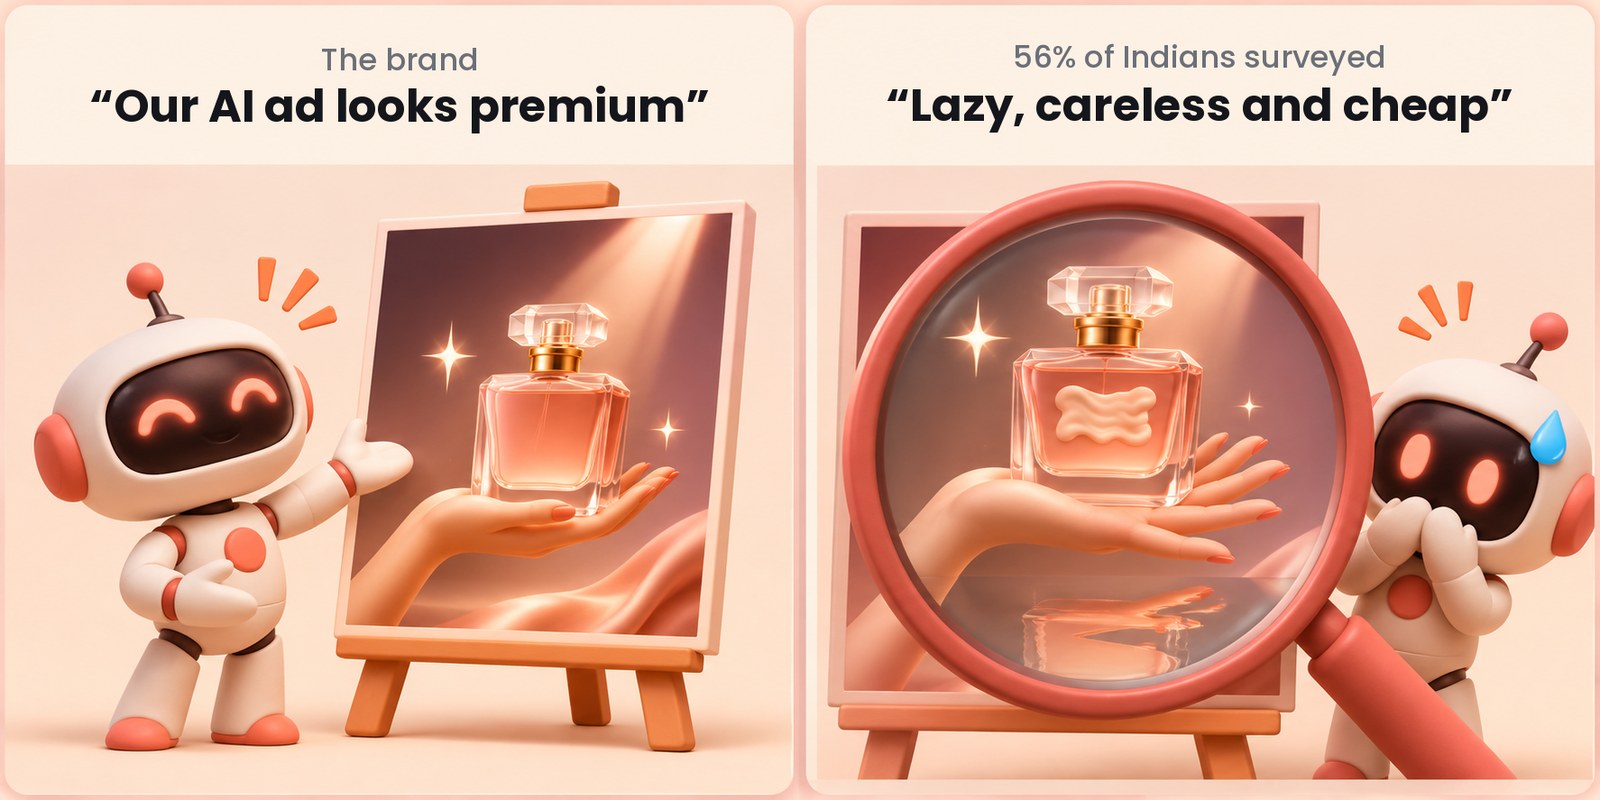 The brand
“Our AI ad looks premium”
56% of Indians surveyed
“Lazy, careless and cheap”